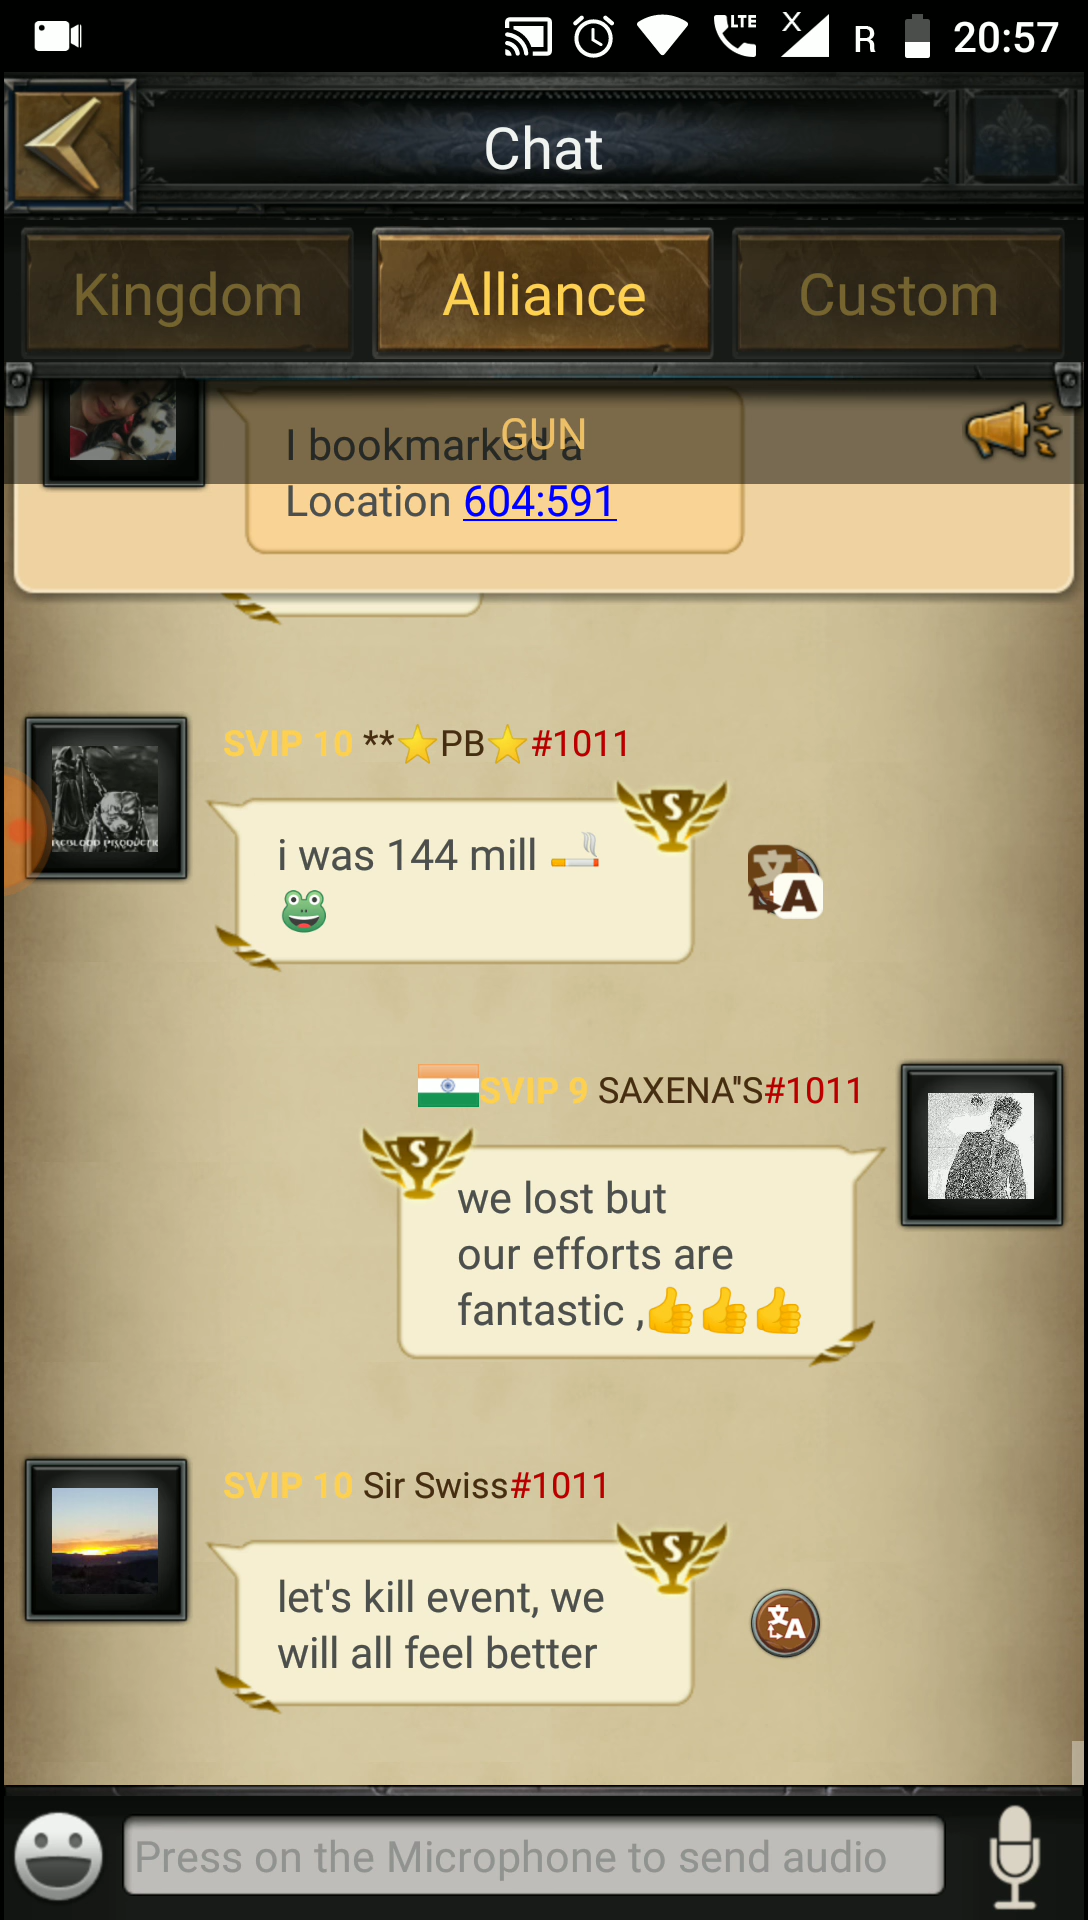 LTE X R 20:57
Chat
Kingdom Alliance Custom
GUN
I bookmarked a
Location 604:591
SVIP 10 **⭐PB⭐#1011
i was 144 mill 🚬
🐸
SVIP 9 SAXENA"S#1011
we lost but
our efforts are
fantastic ,👍👍👍
SVIP 10 Sir Swiss#1011
let's kill event, we
will all feel better
Press on the Microphone to send audio